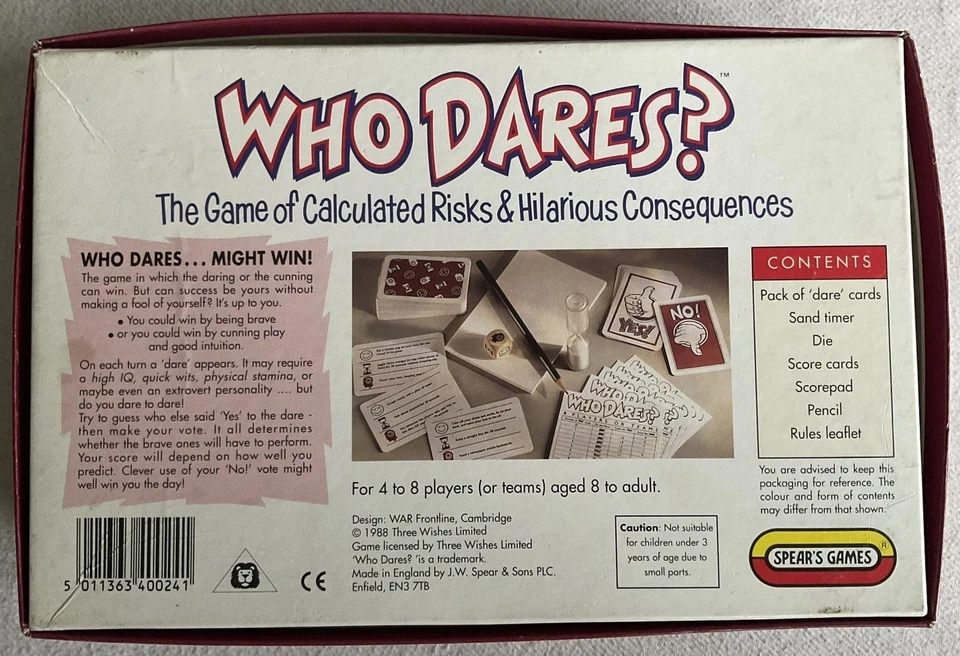 WHO DARES?™
The Game of Calculated Risks & Hilarious Consequences
WHO DARES... MIGHT WIN!
The game in which the daring or the cunning
can win. But can success be yours without
making a fool of yourself? It's up to you.
• You could win by being brave
• or you could win by cunning play
and good intuition.
On each turn a 'dare' appears. It may require
a high IQ, quick wits, physical stamina, or
maybe even an extrovert personality .... but
do you dare to dare!
Try to guess who else said 'Yes' to the dare -
then make your vote. It all determines
whether the brave ones will have to perform.
Your score will depend on how well you
predict. Clever use of your 'No!' vote might
well win you the day!
YES!
NO!
WHO DARES?
For 4 to 8 players (or teams) aged 8 to adult.
CONTENTS
Pack of 'dare' cards
Sand timer
Die
Score cards
Scorepad
Pencil
Rules leaflet
You are advised to keep this
packaging for reference. The
colour and form of contents
may differ from that shown.
5 011363 400241
CE
Design: WAR Frontline, Cambridge
© 1988 Three Wishes Limited
Game licensed by Three Wishes Limited
'Who Dares? 'is a trademark.
Made in England by J.W. Spear & Sons PLC.
Enfield, EN3 7TB
Caution: Not suitable
for children under 3
years of age due to
small parts.
SPEAR'S GAMES
R